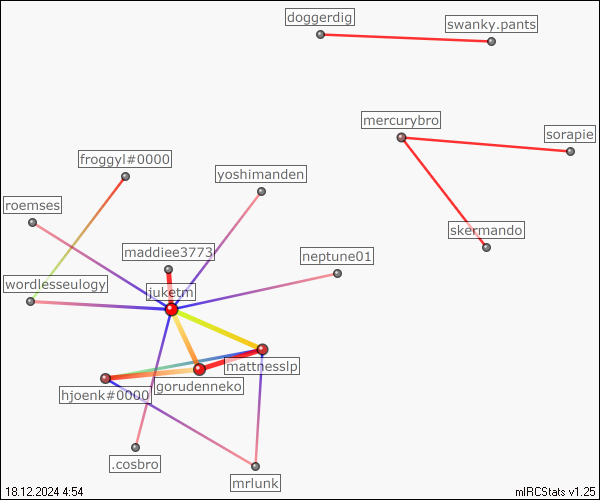 doggerdig
swanky.pants
mercurybro
sorapie
froggyl#0000
yoshimanden
roemses
skermando
maddiee3773
neptune01
wordlesseulogy
juketm
mattnesslp
gorudenneko
hjoenk#0000
.cosbro
mrlunk
18.12.2024 4:54
mIRCStats v1.25